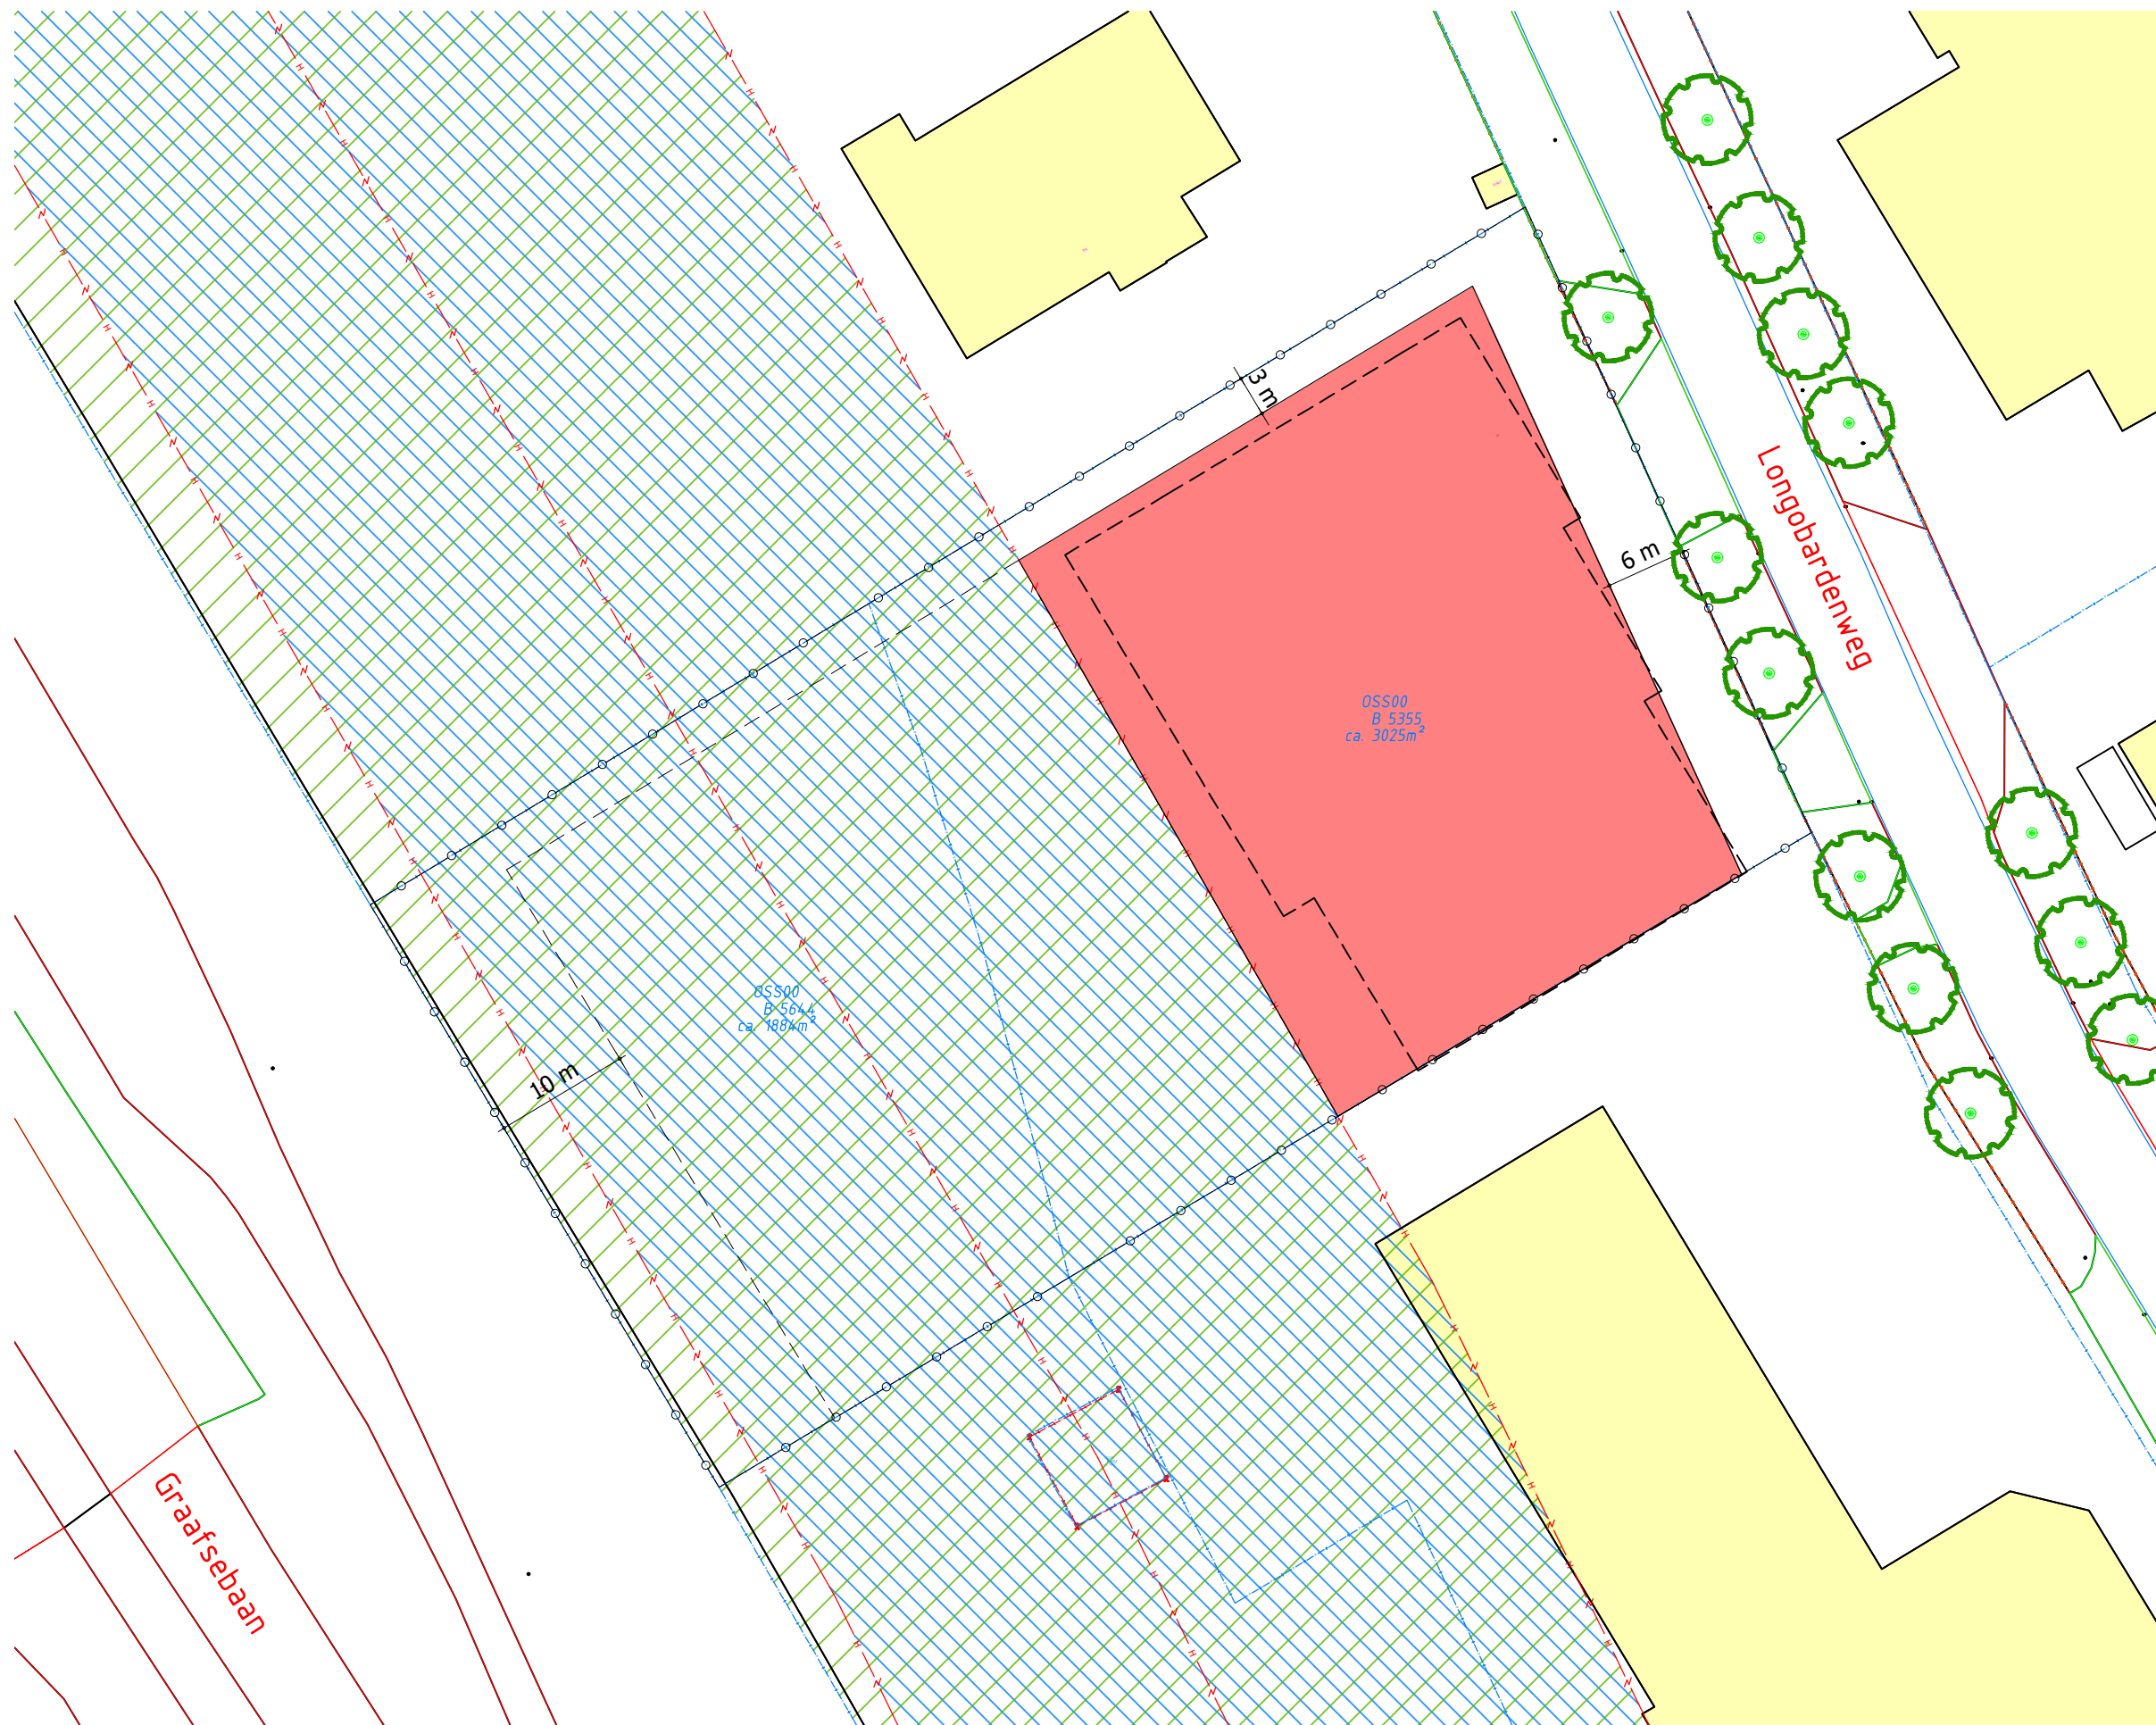 3 m
6 m
Longobardenweg
OSS00
B 5355
ca. 3025m²
OSS00
B 5644
ca. 1884m²
10 m
Graafsebaan